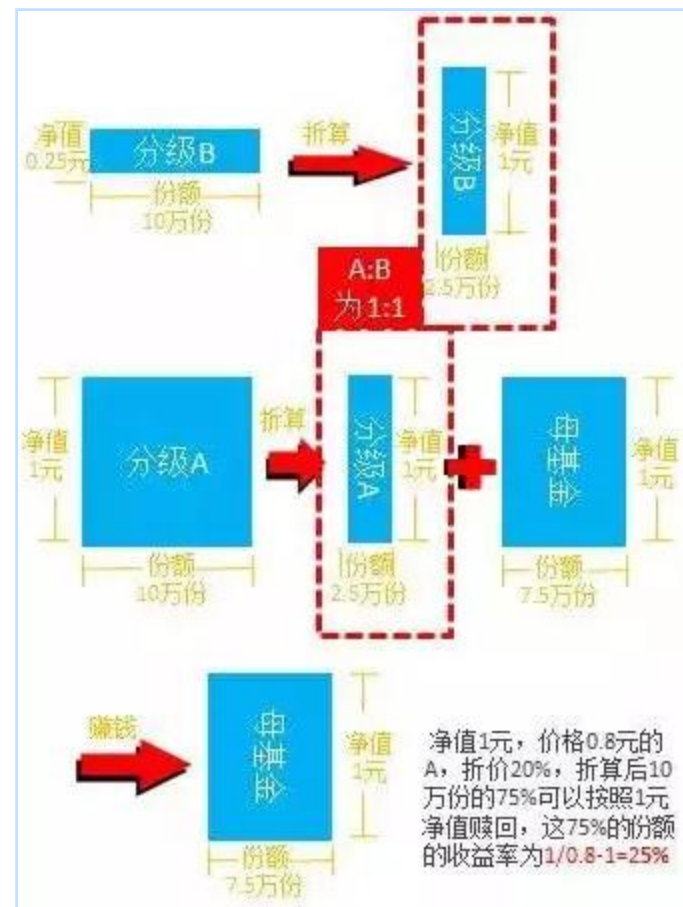 净值
0.25元
分级B
份额
10万份
折算
分级B
净值
1元
份额
2.5万份
A:B
为1:1
净值
1元
分级A
份额
10万份
折算
分级A
净值
1元
份额
2.5万份
母基金
净值
1元
份额
7.5万份
赚钱
母基金
净值
1元
份额
7.5万份
净值1元，价格0.8元的
A，折价20%，折算后10
万份的75%可以按照1元
净值赎回，这75%的份额
的收益率为1/0.8-1=25%